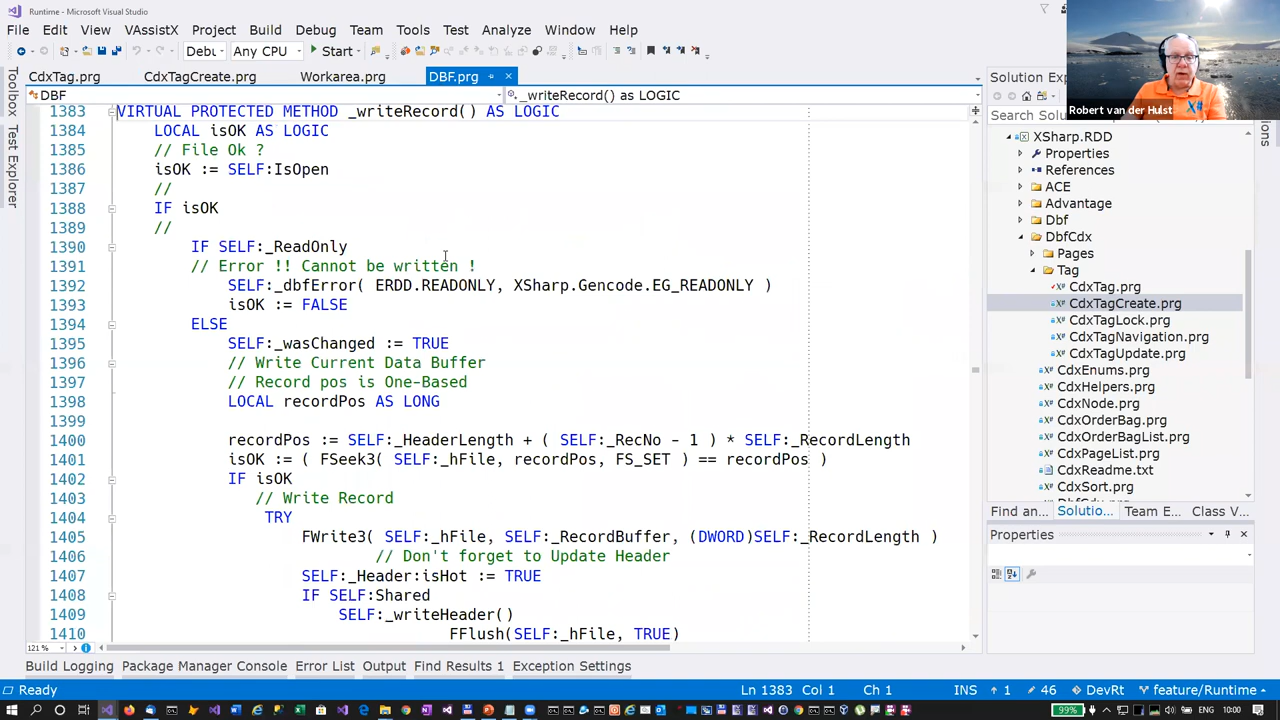 Runtime - Microsoft Visual Studio
File Edit View VAssistX Project Build Debug Team Tools Test Analyze Window Help
Debu Any CPU Start
CdxTag.prg CdxTagCreate.prg Workarea.prg DBF.prg
DBF _writeRecord() as LOGIC
1383 VIRTUAL PROTECTED METHOD _writeRecord() AS LOGIC
1384 LOCAL isOK AS LOGIC
1385 // File Ok ?
1386 isOK := SELF:IsOpen
1387 //
1388 IF isOK
1389 //
1390 IF SELF:_ReadOnly
1391 // Error !! Cannot be written !
1392 SELF:_dbfError( ERDD.READONLY, XSharp.Gencode.EG_READONLY )
1393 isOK := FALSE
1394 ELSE
1395 SELF:_wasChanged := TRUE
1396 // Write Current Data Buffer
1397 // Record pos is One-Based
1398 LOCAL recordPos AS LONG
1399
1400 recordPos := SELF:_HeaderLength + ( SELF:_RecNo - 1 ) * SELF:_RecordLength
1401 isOK := ( FSeek3( SELF:_hFile, recordPos, FS_SET ) == recordPos )
1402 IF isOK
1403 // Write Record
1404 TRY
1405 FWrite3( SELF:_hFile, SELF:_RecordBuffer, (DWORD)SELF:_RecordLength )
1406 // Don't forget to Update Header
1407 SELF:_Header:isHot := TRUE
1408 IF SELF:Shared
1409 SELF:_writeHeader()
1410 FFlush(SELF:_hFile, TRUE)
121 %
Build Logging Package Manager Console Error List Output Find Results 1 Exception Settings
Ready Ln 1383 Col 1 Ch 1 INS 1 46 DevRt feature/Runtime
99% 10:00
Toolbox
Test Explorer
Robert van der Hulst
Solution Exp
Search So
XSharp.RDD
Properties
References
ACE
Advantage
Dbf
DbfCdx
Pages
Tag
CdxTag.prg
CdxTagCreate.prg
CdxTagLock.prg
CdxTagNavigation.prg
CdxTagUpdate.prg
CdxEnums.prg
CdxHelpers.prg
CdxNode.prg
CdxOrderBag.prg
CdxOrderBagList.prg
CdxPageList.prg
CdxReadme.txt
CdxSort.prg
Find an... Solutio... Team E... Class V...
Properties